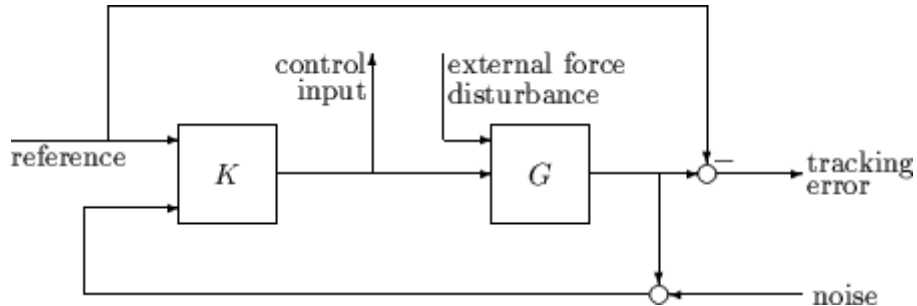 control
input
external force
disturbance
reference
K
G
−
tracking
error
noise